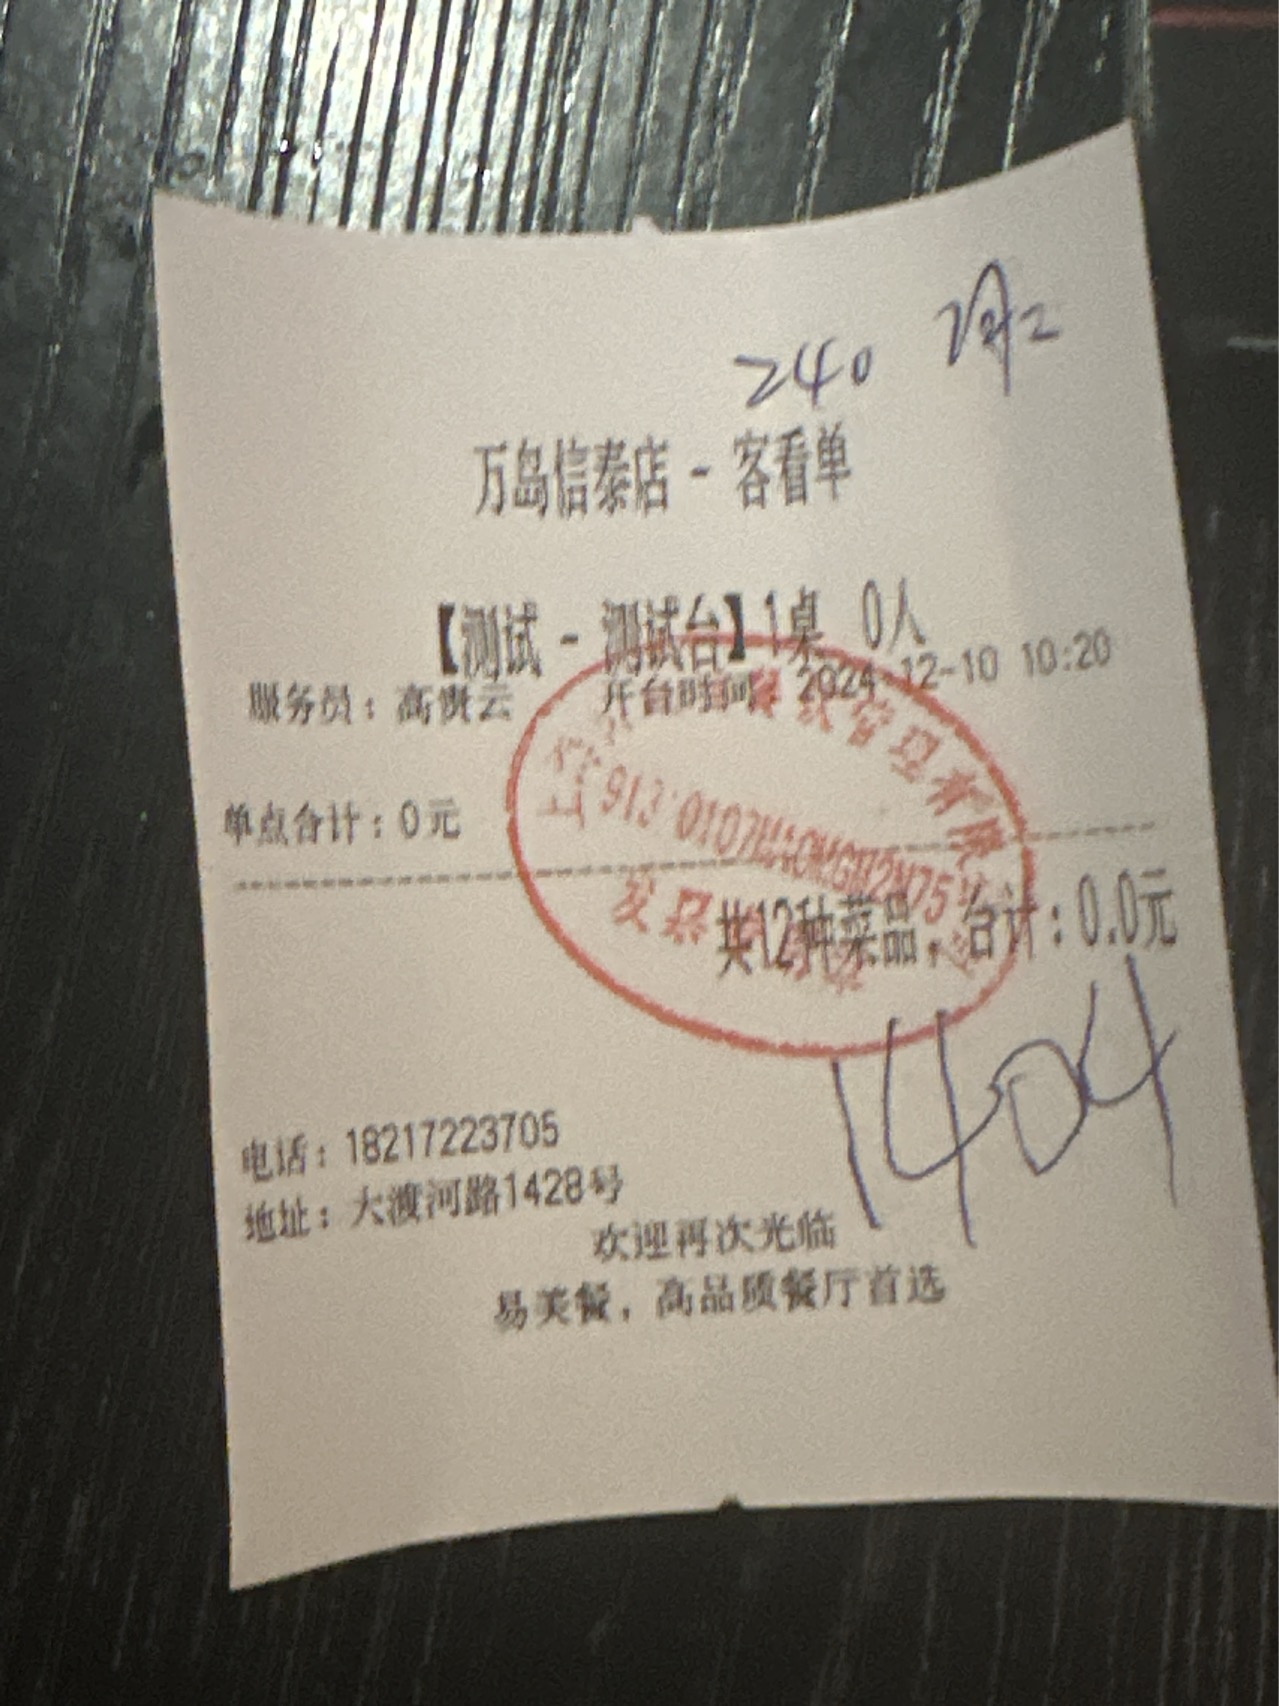 240
万岛信泰店 - 客看单
【测试 - 测试台】1桌 0人
服务员：高贵云 开台时间：2024-12-10 10:20
单点合计：0元
共12种菜品，合计：0.0元
1404
电话：18217223705
地址：大渡河路1428号
欢迎再次光临
易美餐，高品质餐厅首选